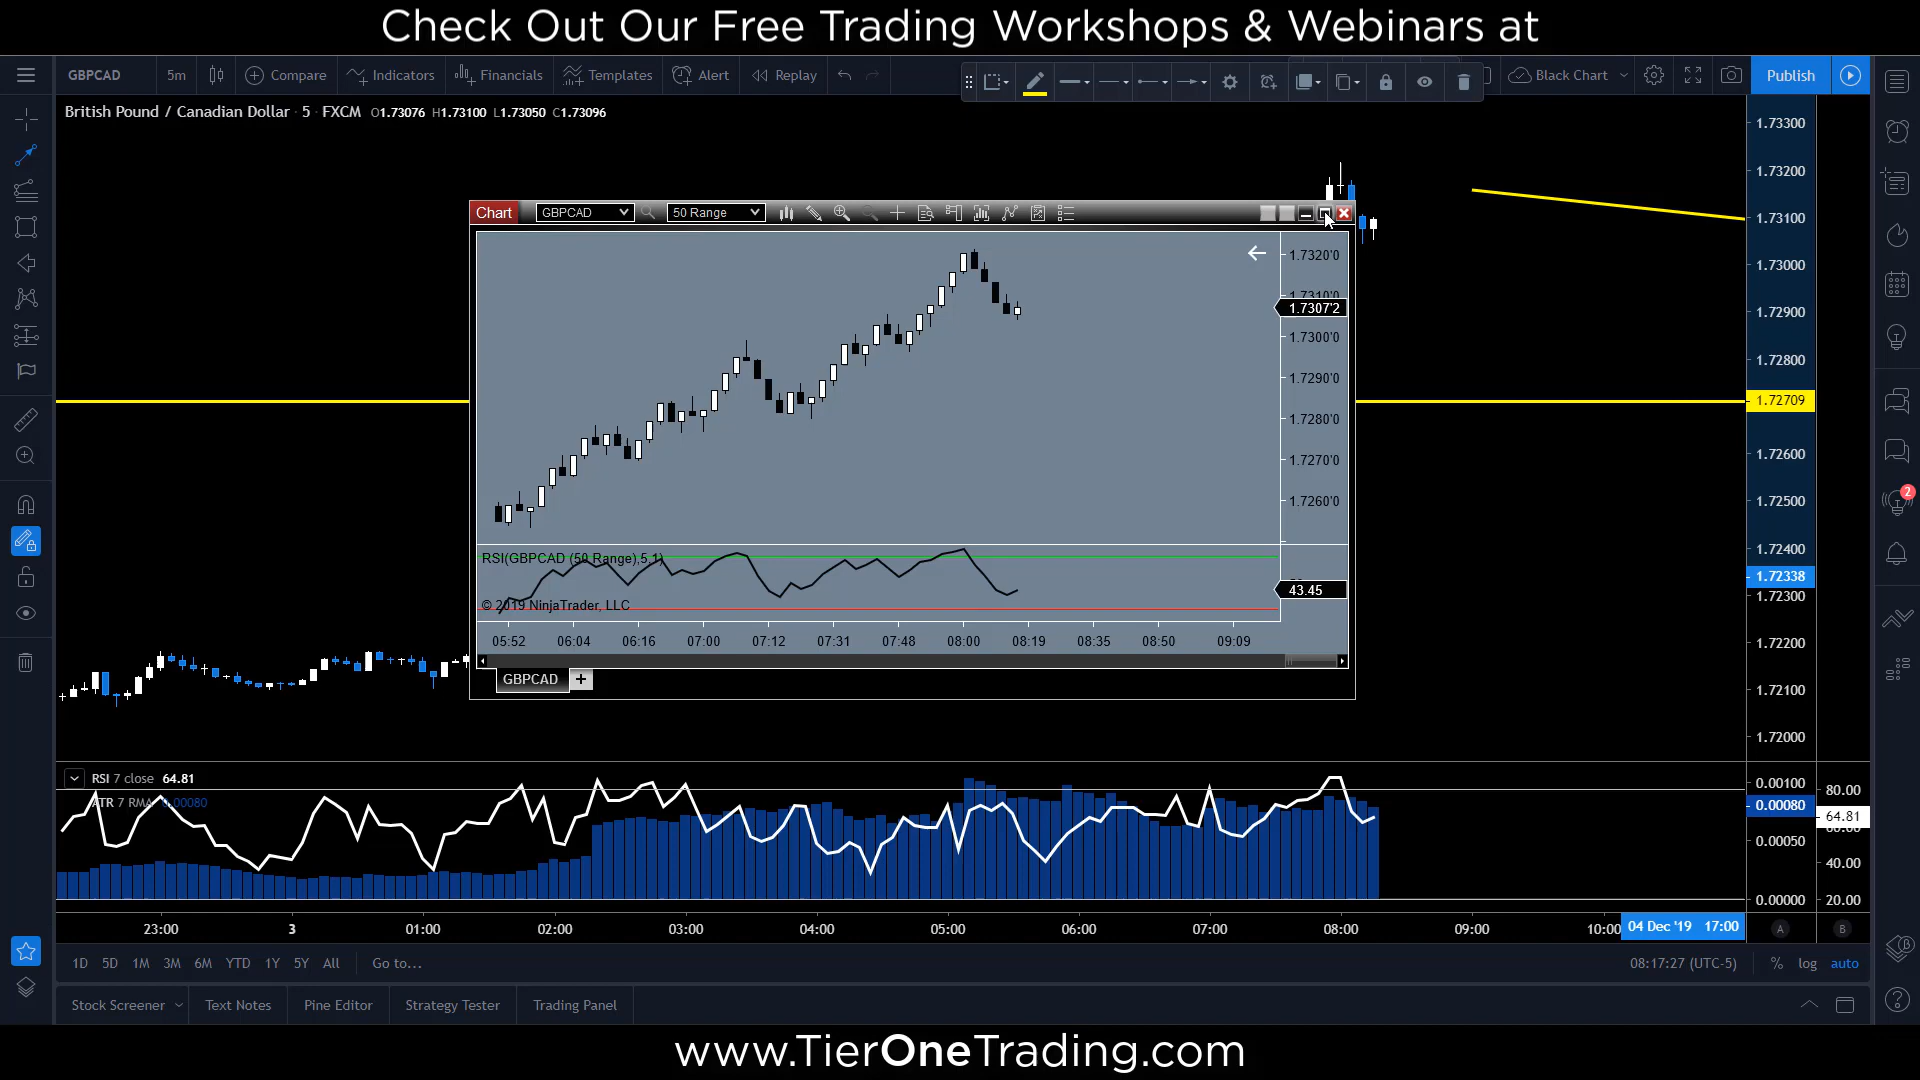 Check Out Our Free Trading Workshops & Webinars at
GBPCAD 5m Compare Indicators Financials Templates Alert Replay Black Chart Publish
British Pound / Canadian Dollar · 5 · FXCM O1.73076 H1.73100 L1.73050 C1.73096
1.73300
1.73200
1.73100
1.73000
1.72900
1.72800
1.72709
1.72600
1.72500
1.72400
1.72338
1.72300
1.72200
1.72100
1.72000
2
Chart GBPCAD 50 Range
1.7320'0
1.7310'0
1.7307'2
1.7300'0
1.7290'0
1.7280'0
1.7270'0
1.7260'0
RSI(GBPCAD (50 Range),5,1)
43.45
© 2019 NinjaTrader, LLC
05:52 06:04 06:16 07:00 07:12 07:31 07:48 08:00 08:19 08:35 08:50 09:09
GBPCAD +
RSI 7 close 64.81
ATR 7 RMA 0.00080
0.00100 80.00
0.00080 64.81
60.00
0.00050 40.00
0.00000 20.00
23:00 3 01:00 02:00 03:00 04:00 05:00 06:00 07:00 08:00 09:00 10:00 04 Dec '19 17:00 A B
1D 5D 1M 3M 6M YTD 1Y 5Y All Go to... 08:17:27 (UTC-5) % log auto
Stock Screener Text Notes Pine Editor Strategy Tester Trading Panel
www.TierOneTrading.com